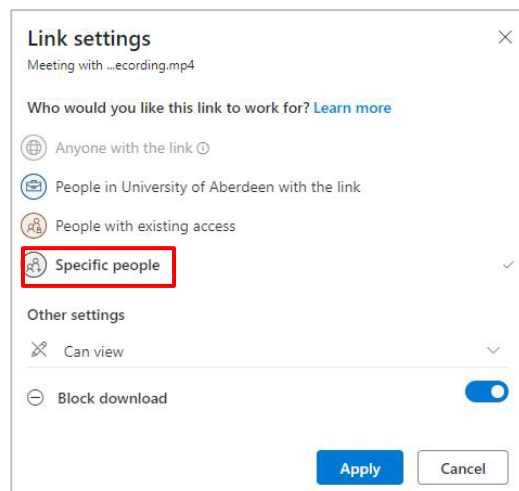 Link settings
Meeting with ...ecording.mp4
Who would you like this link to work for? Learn more
Anyone with the link
People in University of Aberdeen with the link
People with existing access
Specific people
Other settings
Can view
Block download
Apply Cancel